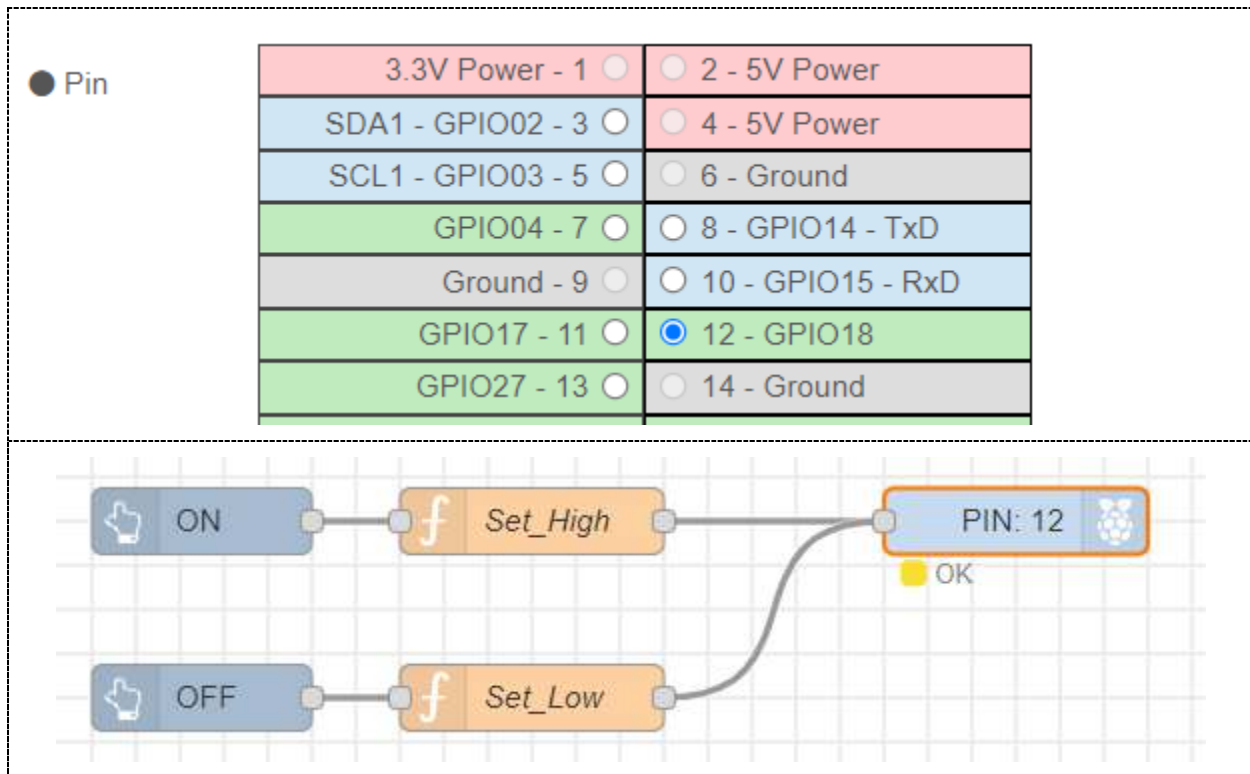 Pin
3.3V Power - 1 2 - 5V Power
SDA1 - GPIO02 - 3 4 - 5V Power
SCL1 - GPIO03 - 5 6 - Ground
GPIO04 - 7 8 - GPIO14 - TxD
Ground - 9 10 - GPIO15 - RxD
GPIO17 - 11 12 - GPIO18
GPIO27 - 13 14 - Ground
ON Set_High PIN: 12
OK
OFF Set_Low